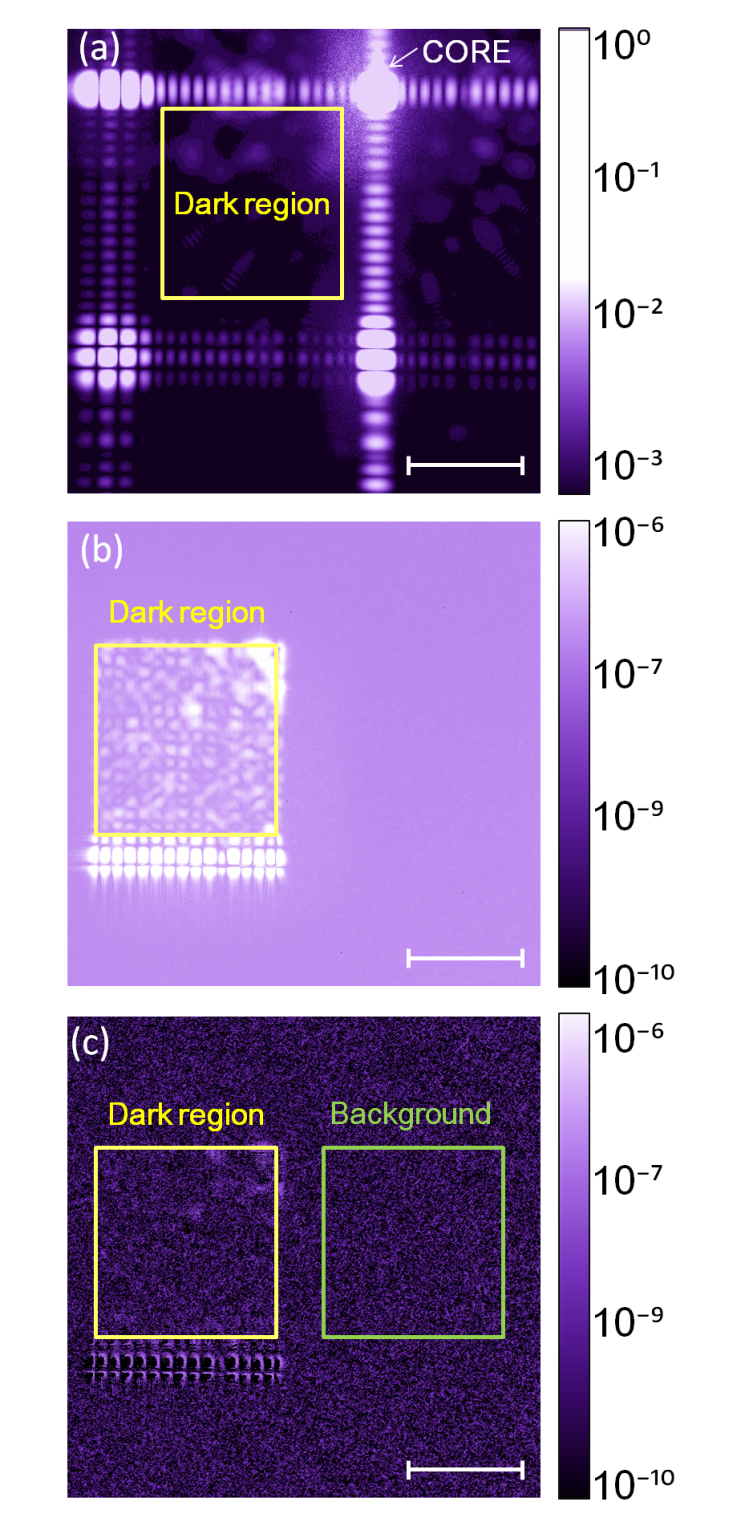 (a)
CORE
Dark region
10⁰
10⁻¹
10⁻²
10⁻³
(b)
Dark region
10⁻⁶
10⁻⁷
10⁻⁹
10⁻¹⁰
(c)
Dark region
Background
10⁻⁶
10⁻⁷
10⁻⁹
10⁻¹⁰